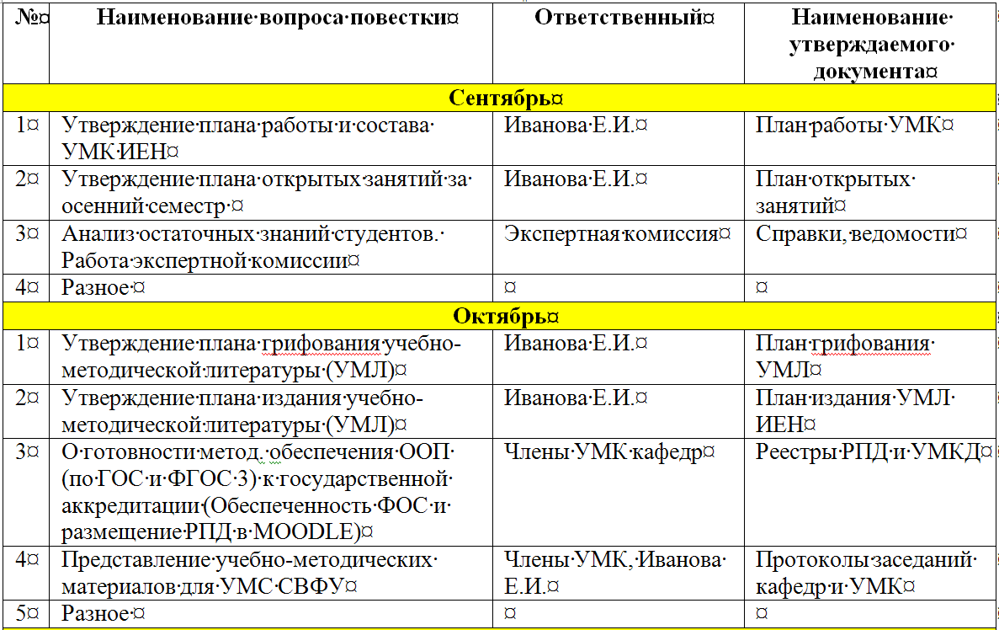 № Наименование вопроса повестки Ответственный Наименование
утверждаемого
документа
Сентябрь
1 Утверждение плана работы и состава Иванова Е.И. План работы УМК
УМК ИЕН
2 Утверждение плана открытых занятий за Иванова Е.И. План открытых
осенний семестр занятий
3 Анализ остаточных знаний студентов. Экспертная комиссия Справки, ведомости
Работа экспертной комиссии
4 Разное
Октябрь
1 Утверждение плана грифования учебно- Иванова Е.И. План грифования
методической литературы (УМЛ) УМЛ
2 Утверждение плана издания учебно- Иванова Е.И. План издания УМЛ
методической литературы (УМЛ) ИЕН
3 О готовности метод. обеспечения ООП Члены УМК кафедр Реестры РПД и УМКД
(по ГОС и ФГОС 3) к государственной
аккредитации (Обеспеченность ФОС и
размещение РПД в MOODLE)
4 Представление учебно-методических Члены УМК, Иванова Протоколы заседаний
материалов для УМС СВФУ Е.И. кафедр и УМК
5 Разное